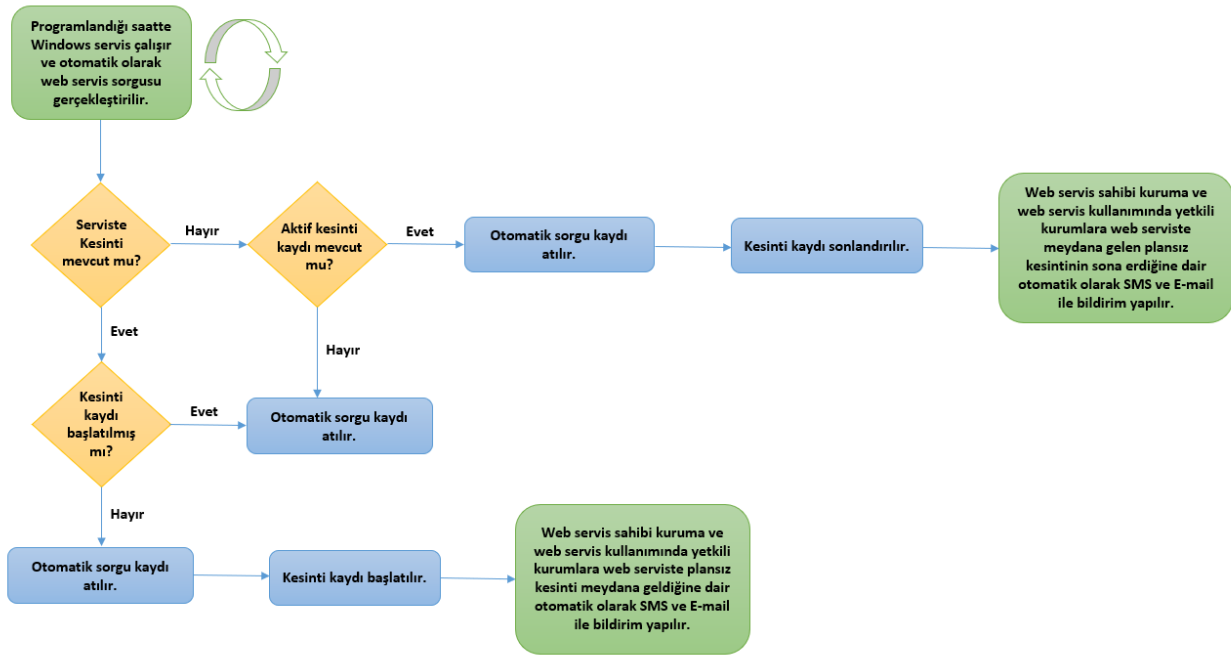 Programlandığı saatte
Windows servis çalışır
ve otomatik olarak
web servis sorgusu
gerçekleştirilir.
Serviste
Kesinti
mevcut mu?
Hayır
Aktif kesinti
kaydı mevcut
mu?
Evet
Otomatik sorgu kaydı
atılır.
Kesinti kaydı sonlandırılır.
Web servis sahibi kuruma ve
web servis kullanımında yetkili
kurumlara web serviste
meydana gelen plansız
kesintinin sona erdiğine dair
otomatik olarak SMS ve E-mail
ile bildirim yapılır.
Evet
Hayır
Kesinti
kaydı
başlatılmış
mı?
Evet
Otomatik sorgu kaydı
atılır.
Hayır
Otomatik sorgu kaydı
atılır.
Kesinti kaydı başlatılır.
Web servis sahibi kuruma ve
web servis kullanımında yetkili
kurumlara web serviste plansız
kesinti meydana geldiğine dair
otomatik olarak SMS ve E-mail
ile bildirim yapılır.